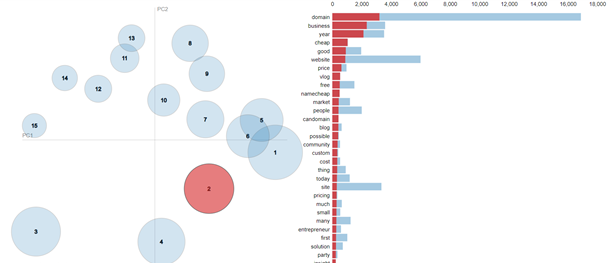 PC2
PC1
13
8
11
9
14
12
10
7
5
15
6
1
2
3
4
0 2,000 4,000 6,000 8,000 10,000 12,000 14,000 16,000 18,000
domain
business
year
cheap
good
website
price
vlog
free
namecheap
market
people
candomain
blog
possible
community
custom
cost
thing
today
site
pricing
much
small
many
entrepreneur
first
solution
party